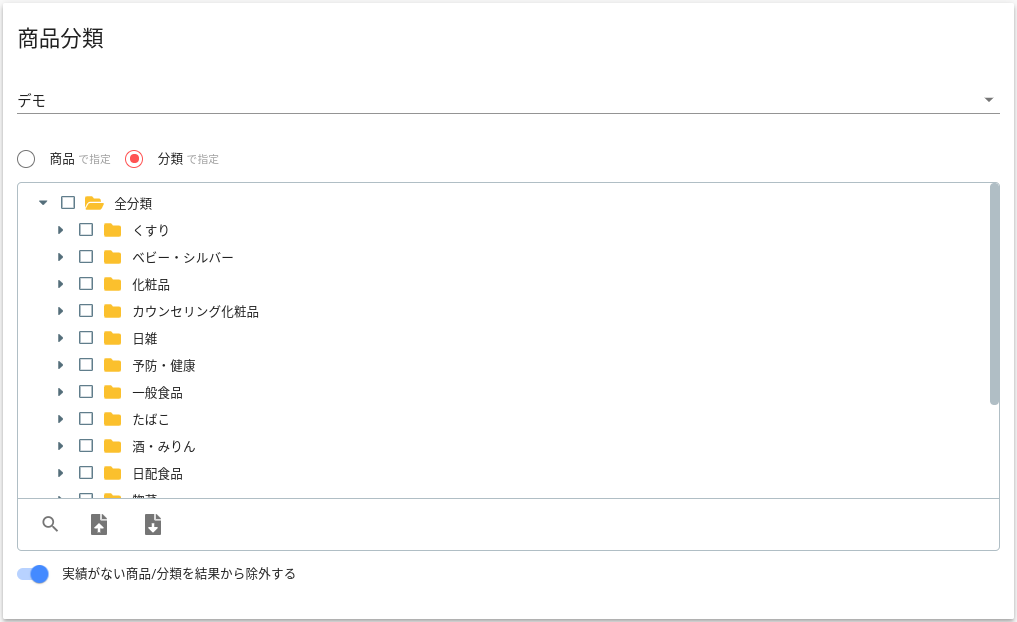 商品分類
デモ
商品 で指定 分類 で指定
全分類
くすり
ベビー・シルバー
化粧品
カウンセリング化粧品
日雑
予防・健康
一般食品
たばこ
酒・みりん
日配食品
実績がない商品/分類を結果から除外する